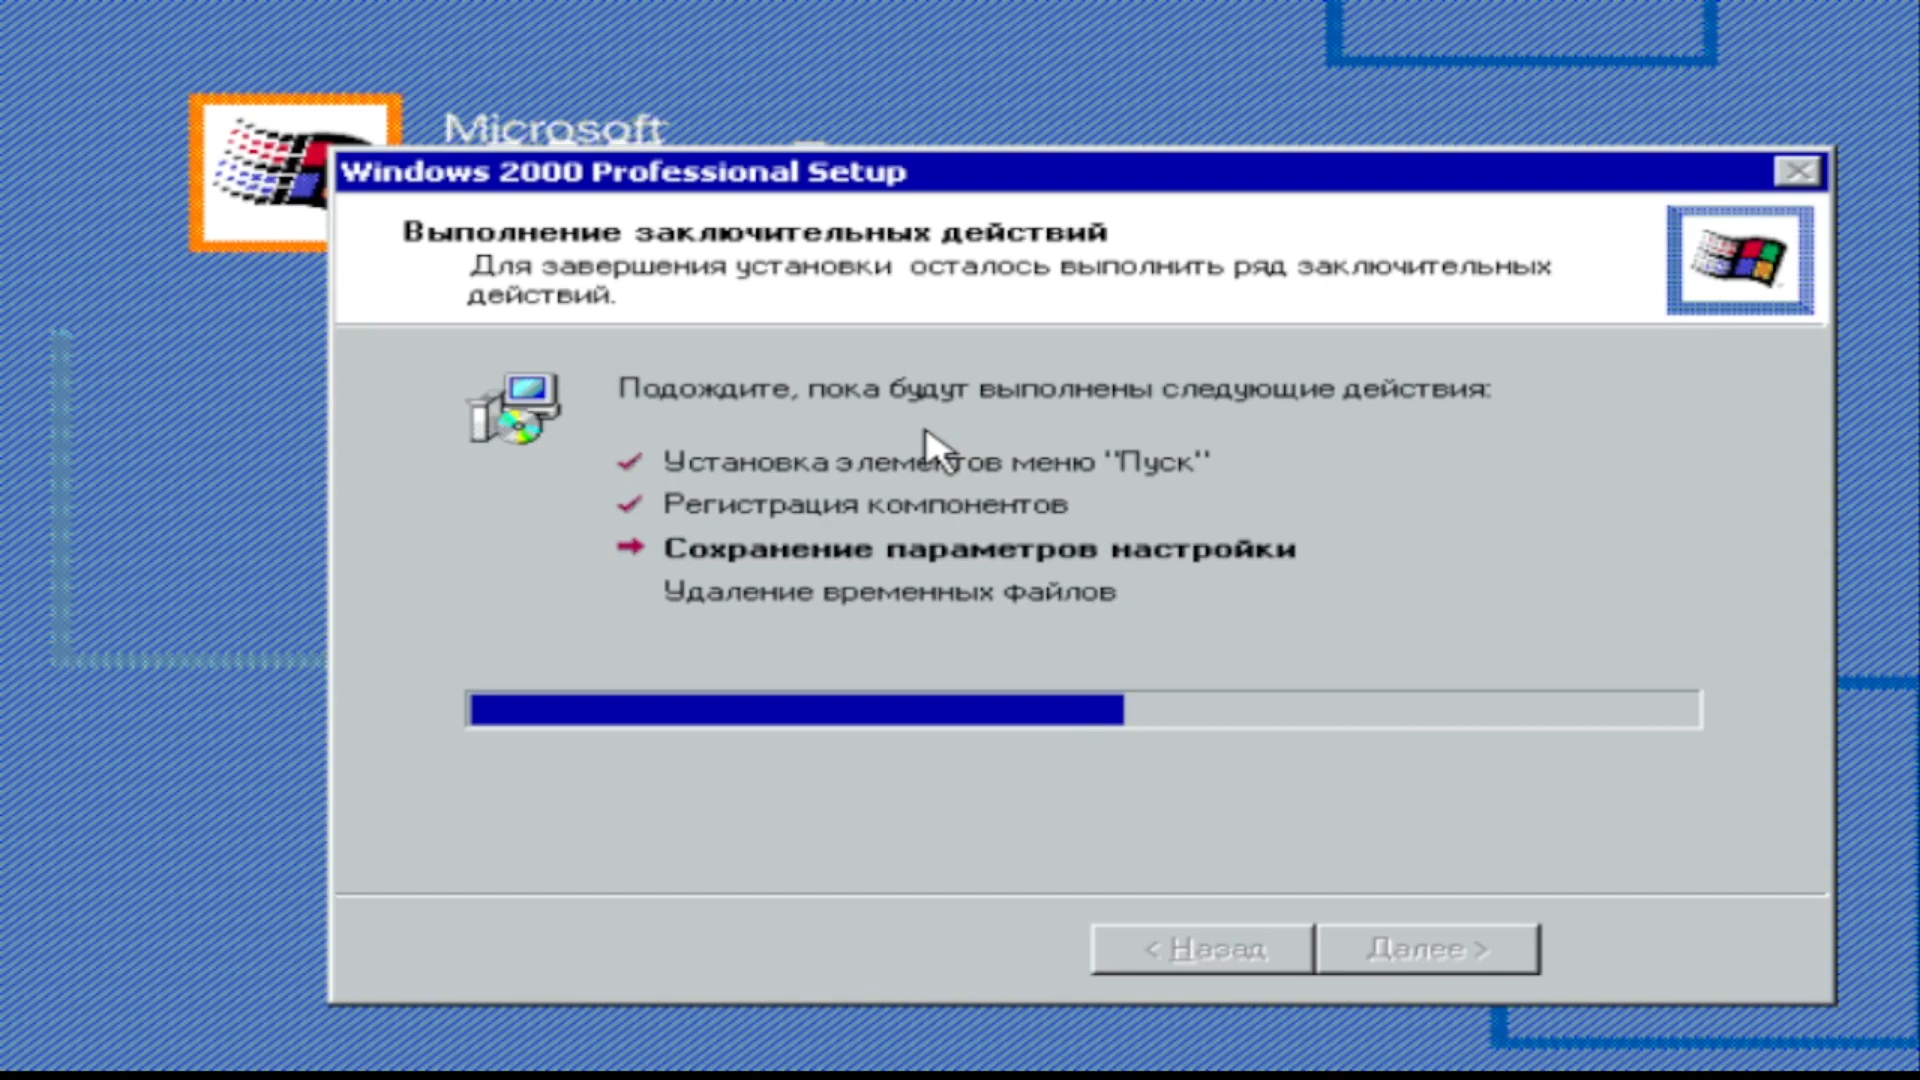 Microsoft
Windows 2000 Professional Setup
Выполнение заключительных действий
Для завершения установки осталось выполнить ряд заключительных
действий.
Подождите, пока будут выполнены следующие действия:
Установка элементов меню "Пуск"
Регистрация компонентов
Сохранение параметров настройки
Удаление временных файлов
< Назад
Далее >